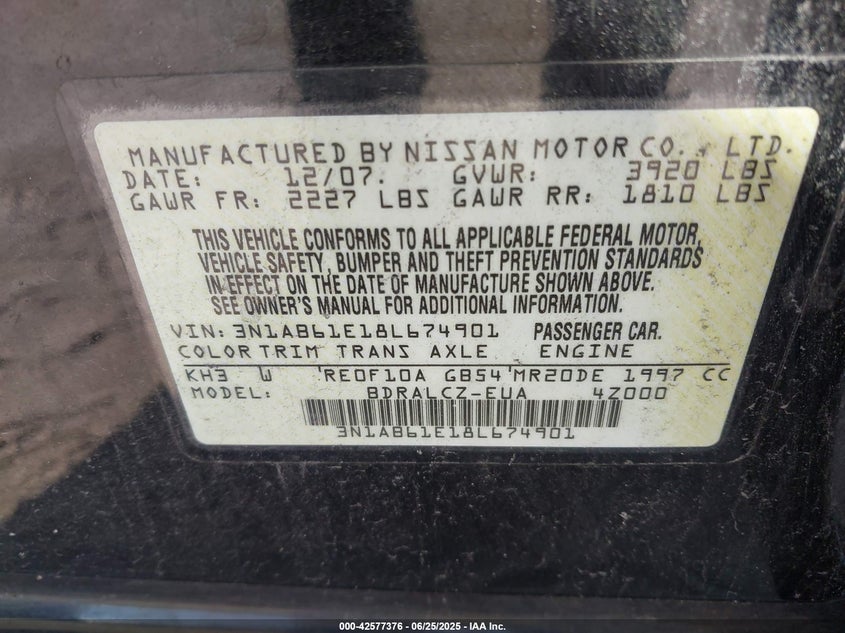 MANUFACTURED BY NISSAN MOTOR CO., LTD.
DATE: 12/07. GVWR: 3920 LBS
GAWR FR: 2227 LBS GAWR RR: 1810 LBS
THIS VEHICLE CONFORMS TO ALL APPLICABLE FEDERAL MOTOR,
VEHICLE SAFETY, BUMPER AND THEFT PREVENTION STANDARDS
IN EFFECT ON THE DATE OF MANUFACTURE SHOWN ABOVE.
SEE OWNER'S MANUAL FOR ADDITIONAL INFORMATION.
VIN: 3N1AB61E18L674901 PASSENGER CAR.
COLOR TRIM TRANS AXLE ENGINE
KH3 W RE0F10A GB54 MR20DE 1997 CC
MODEL: BDRALCZ-EUA 4Z000
3N1AB61E18L674901
000-42577376 | 06/25/2025 - IAA Inc.